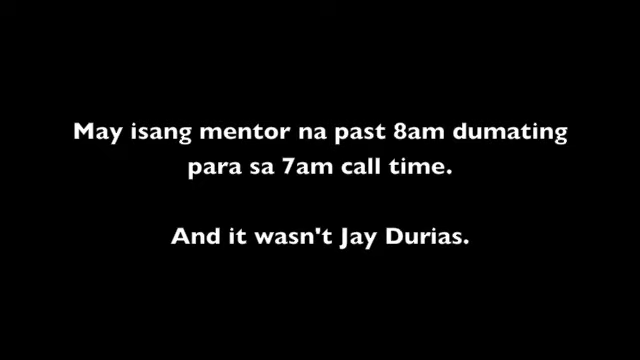 May isang mentor na past 8am dumating
para sa 7am call time.
And it wasn't Jay Durias.